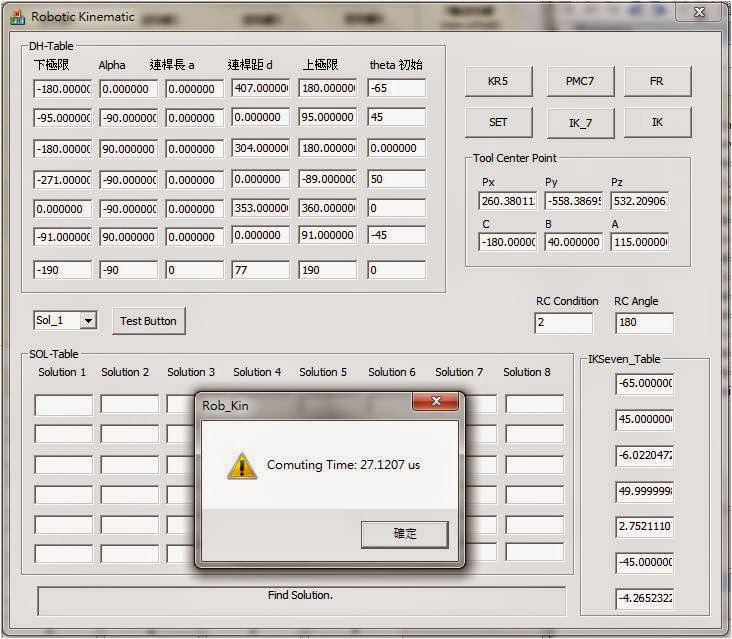 Robotic Kinematic
DH-Table
下極限 Alpha 連桿長 a 連桿距 d 上極限 theta 初始
-180.00000 0.000000 0.000000 407.00000 180.00000 -65
-95.000000 -90.000000 0.000000 0.000000 95.000000 45
-180.00000 90.000000 0.000000 304.00000 180.00000 0.000000
-271.00000 -90.000000 0.000000 0.000000 -89.000000 50
0.000000 -90.000000 0.000000 353.00000 360.00000 0
-91.000000 90.000000 0.000000 0.000000 91.000000 -45
-190 -90 0 77 190 0
KR5 PMC7 FR
SET IK_7 IK
Tool Center Point
Px Py Pz
260.38011 -558.38695 532.20906
C B A
-180.00000 40.000000 115.00000
Sol_1 Test Button
RC Condition RC Angle
2 180
SOL-Table
Solution 1 Solution 2 Solution 3 Solution 4 Solution 5 Solution 6 Solution 7 Solution 8
Rob_Kin
Comuting Time: 27.1207 us
確定
Find Solution.
IKSeven_Table
-65.000000
45.000000
-6.0220472
49.999999
2.7521110
-45.000000
-4.2652322